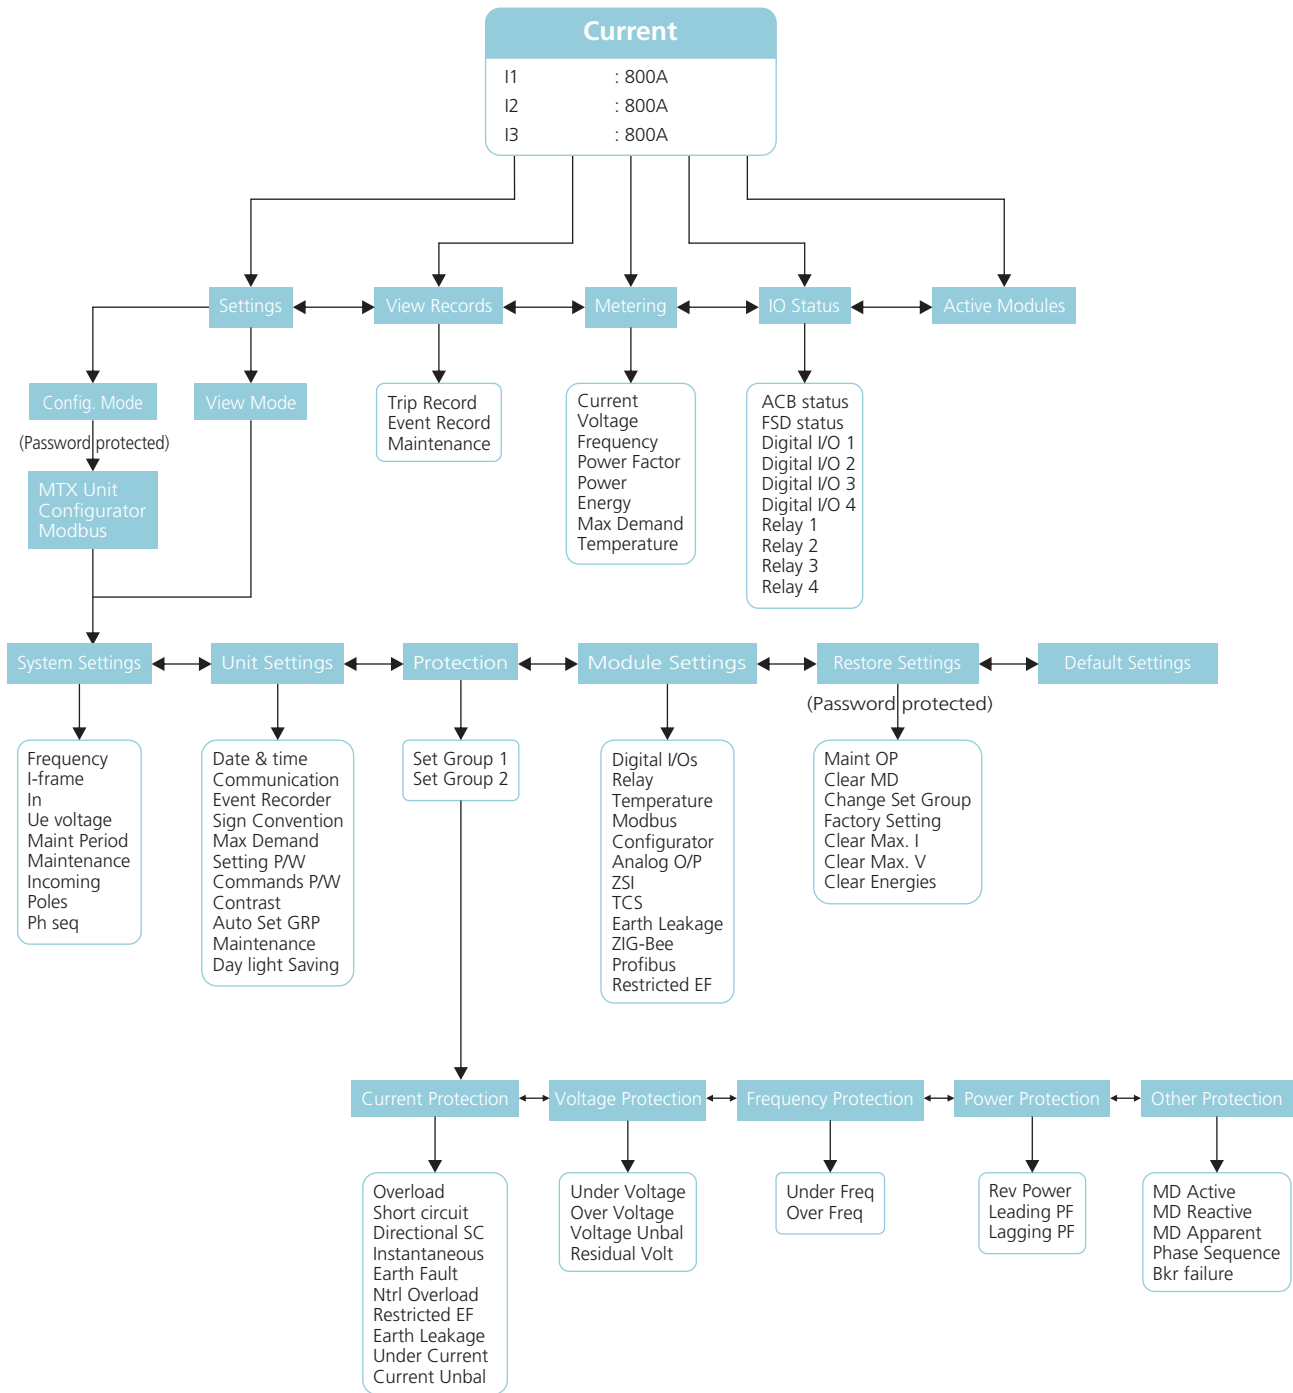 Current
I1 : 800A
I2 : 800A
I3 : 800A
Settings
View Records
Metering
IO Status
Active Modules
Config. Mode
View Mode
(Password protected)
MTX Unit
Configurator
Modbus
Trip Record
Event Record
Maintenance
Current
Voltage
Frequency
Power Factor
Power
Energy
Max Demand
Temperature
ACB status
FSD status
Digital I/O 1
Digital I/O 2
Digital I/O 3
Digital I/O 4
Relay 1
Relay 2
Relay 3
Relay 4
System Settings
Unit Settings
Protection
Module Settings
Restore Settings
Default Settings
(Password protected)
Frequency
I-frame
In
Ue voltage
Maint Period
Maintenance
Incoming
Poles
Ph seq
Date & time
Communication
Event Recorder
Sign Convention
Max Demand
Setting P/W
Commands P/W
Contrast
Auto Set GRP
Maintenance
Day light Saving
Set Group 1
Set Group 2
Digital I/Os
Relay
Temperature
Modbus
Configurator
Analog O/P
ZSI
TCS
Earth Leakage
ZIG-Bee
Profibus
Restricted EF
Maint OP
Clear MD
Change Set Group
Factory Setting
Clear Max. I
Clear Max. V
Clear Energies
Current Protection
Voltage Protection
Frequency Protection
Power Protection
Other Protection
Overload
Short circuit
Directional SC
Instantaneous
Earth Fault
Ntrl Overload
Restricted EF
Earth Leakage
Under Current
Current Unbal
Under Voltage
Over Voltage
Voltage Unbal
Residual Volt
Under Freq
Over Freq
Rev Power
Leading PF
Lagging PF
MD Active
MD Reactive
MD Apparent
Phase Sequence
Bkr failure